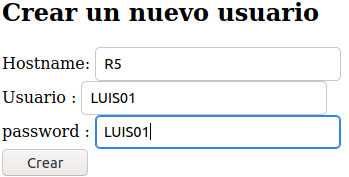 Crear un nuevo usuario
Hostname: R5
Usuario : LUIS01
password : LUIS01
Crear